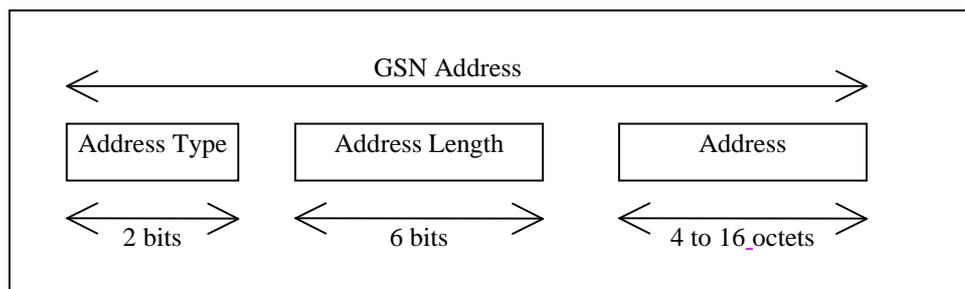 GSN Address
Address Type Address Length Address
2 bits 6 bits 4 to 16 octets